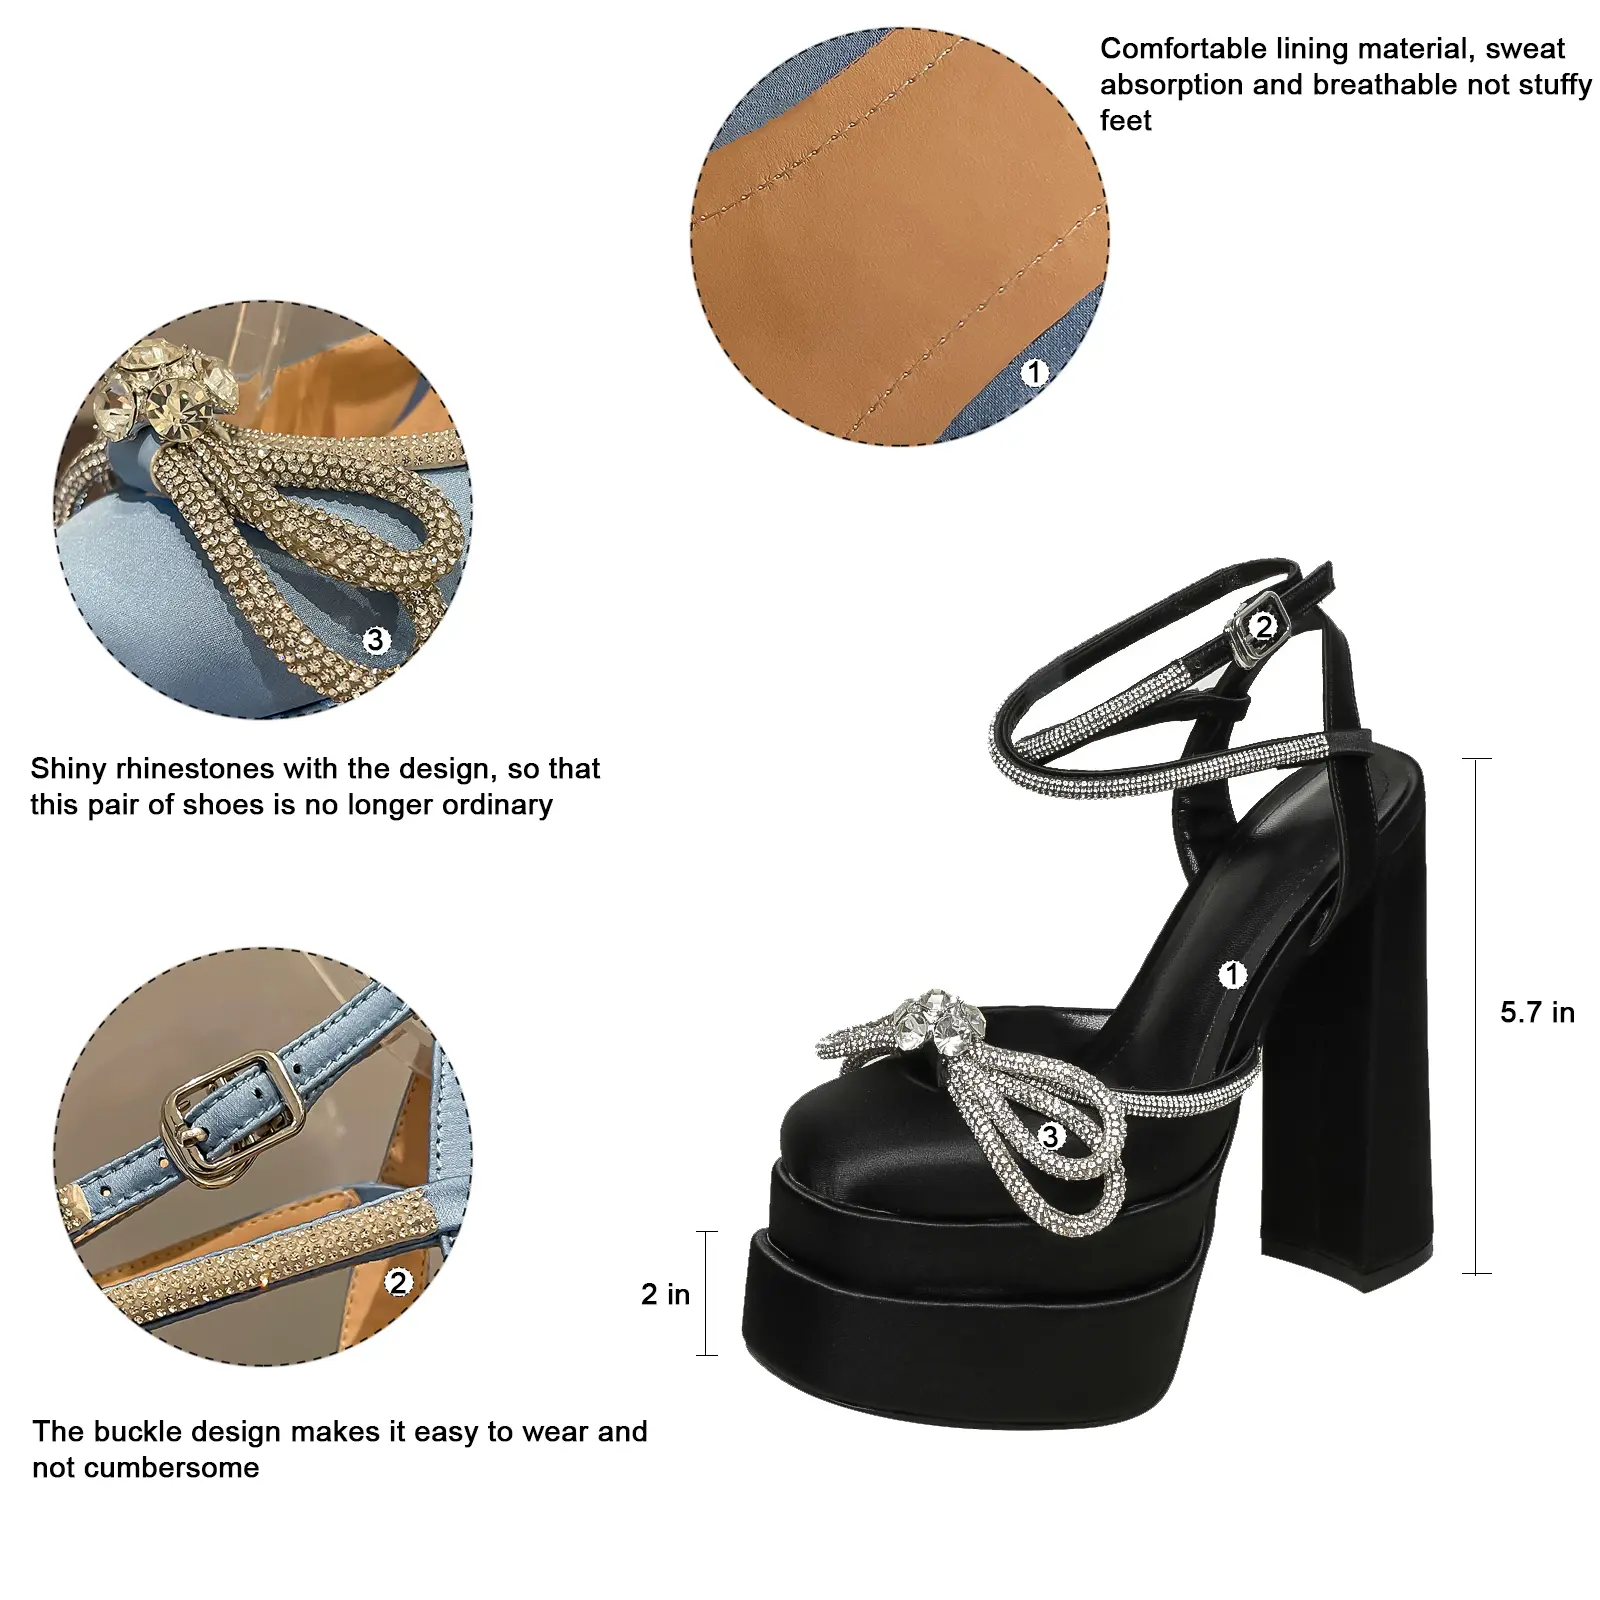 Comfortable lining material, sweat
absorption and breathable not stuffy
feet
1
3
Shiny rhinestones with the design, so that
this pair of shoes is no longer ordinary
2
1
5.7 in
3
2 in
2
The buckle design makes it easy to wear and
not cumbersome